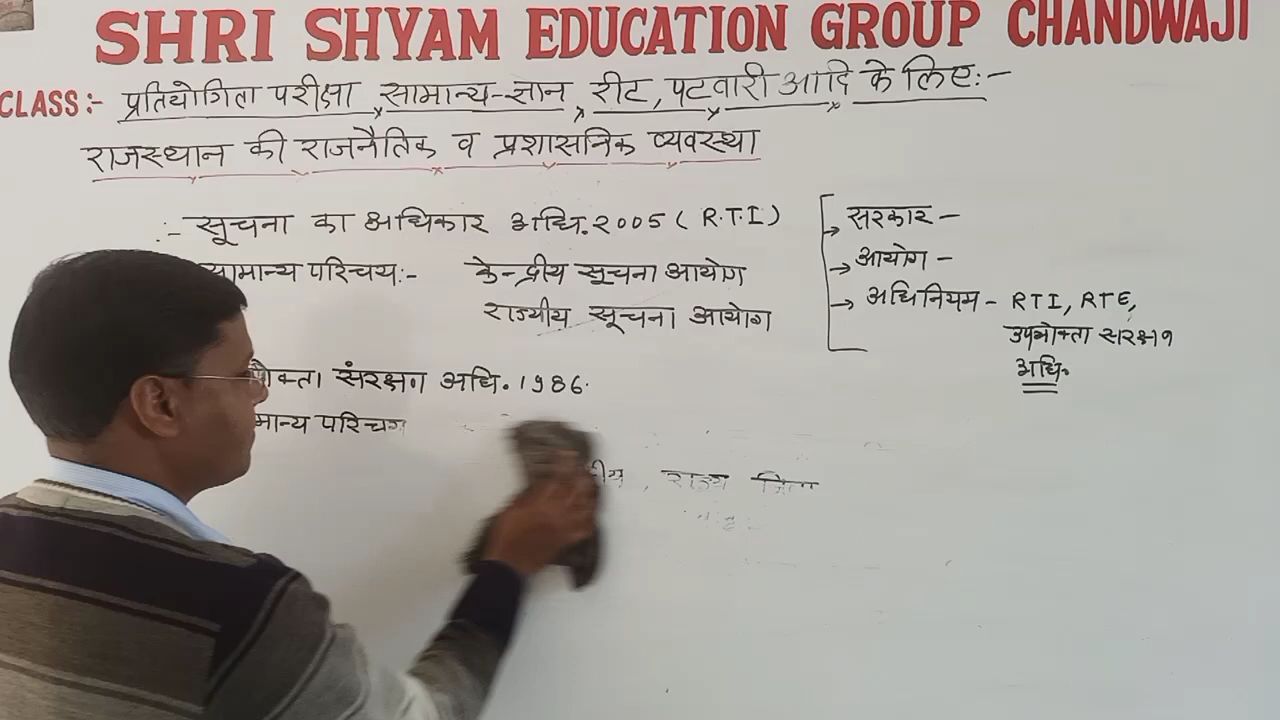 SHRI SHYAM EDUCATION GROUP CHANDWAJI
CLASS:- प्रतियोगिता परीक्षा, सामान्य-ज्ञान, रीट, पटवारी आदि के लिए:-
राजस्थान की राजनैतिक व प्रशासनिक व्यवस्था
:- सूचना का अधिकार अधि. २००5 ( R.T.I )
सामान्य परिचय:- केन्द्रीय सूचना आयोग
राज्यीय सूचना आयोग
संरक्षण अधि. 1986.
परिचय
राज्य जिला
→ सरकार -
→ आयोग -
→ अधिनियम - RTI, RTE,
उपभोक्ता संरक्षण
अधि.